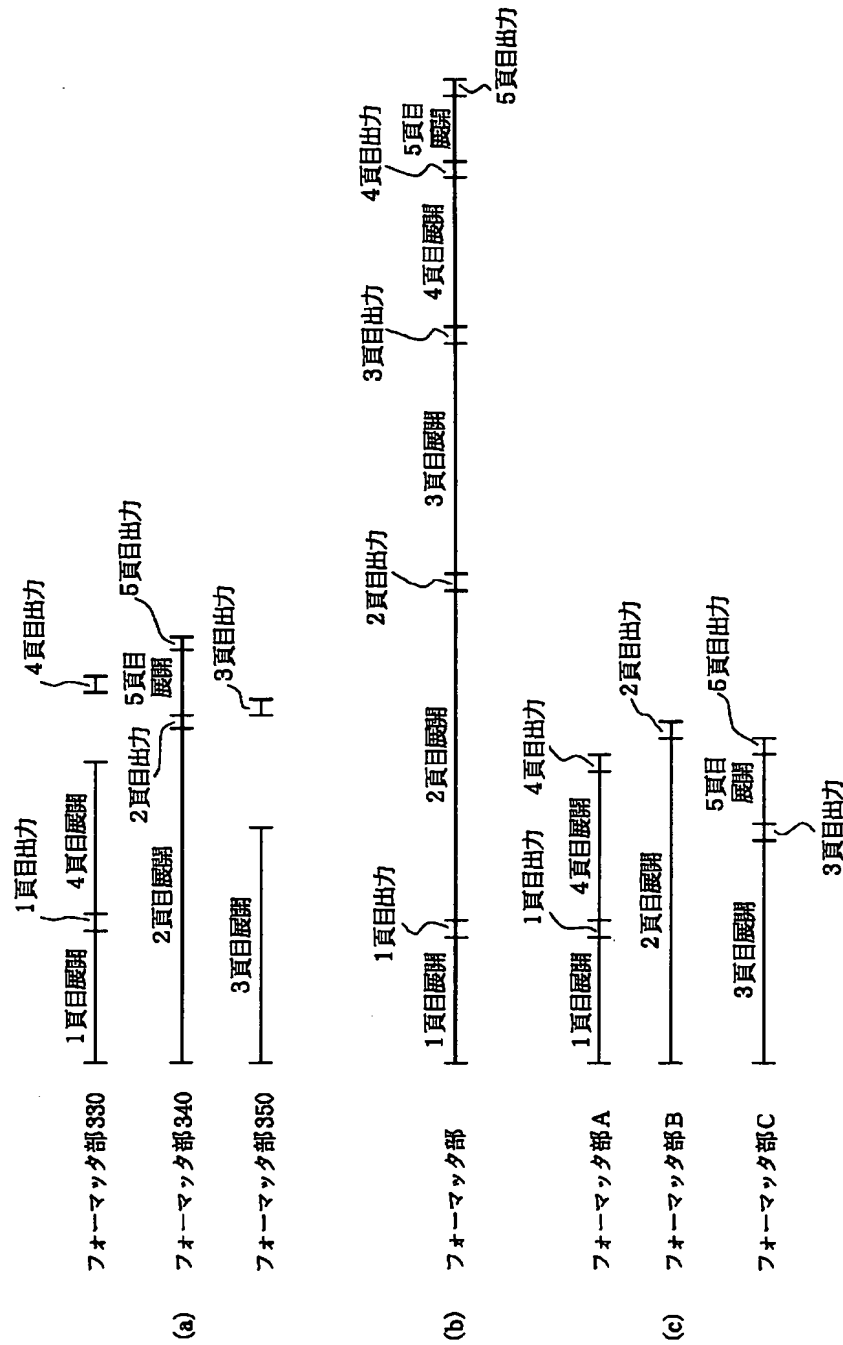 (a)
フォーマッタ部330
1頁目展開
1頁目出力
4頁目展開
4頁目出力
フォーマッタ部340
2頁目展開
2頁目出力
5頁目
展開
5頁目出力
フォーマッタ部350
3頁目展開
3頁目出力
(b)
フォーマッタ部
1頁目展開
1頁目出力
2頁目展開
2頁目出力
3頁目展開
3頁目出力
4頁目展開
4頁目出力
5頁目
展開
5頁目出力
(c)
フォーマッタ部A
1頁目展開
1頁目出力
4頁目展開
4頁目出力
フォーマッタ部B
2頁目展開
2頁目出力
フォーマッタ部C
3頁目展開
3頁目出力
5頁目
展開
5頁目出力